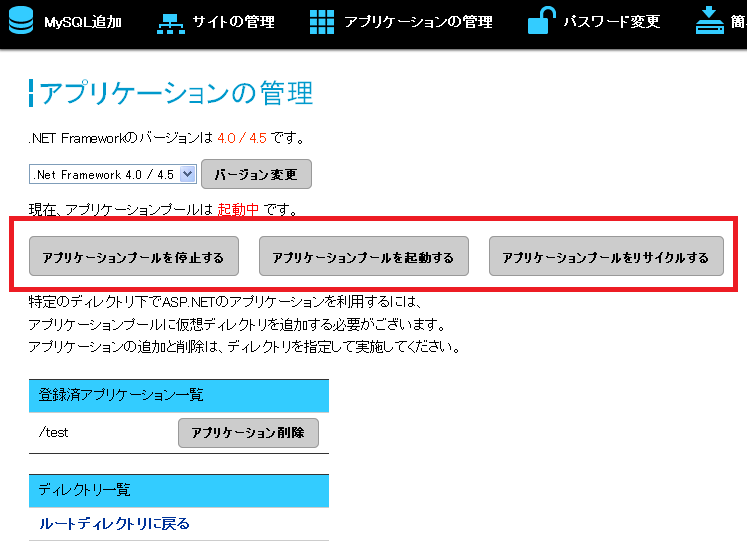 MySQL追加 サイトの管理 アプリケーションの管理 パスワード変更
アプリケーションの管理
.NET Frameworkのバージョンは 4.0 / 4.5 です。
.Net Framework 4.0 / 4.5 バージョン変更
現在、アプリケーションプールは 起動中 です。
アプリケーションプールを停止する アプリケーションプールを起動する アプリケーションプールをリサイクルする
特定のディレクトリ下でASP.NETのアプリケーションを利用するには、
アプリケーションプールに仮想ディレクトリを追加する必要がございます。
アプリケーションの追加と削除は、ディレクトリを指定して実施してください。
登録済アプリケーション一覧
/test アプリケーション削除
ディレクトリ一覧
ルートディレクトリに戻る